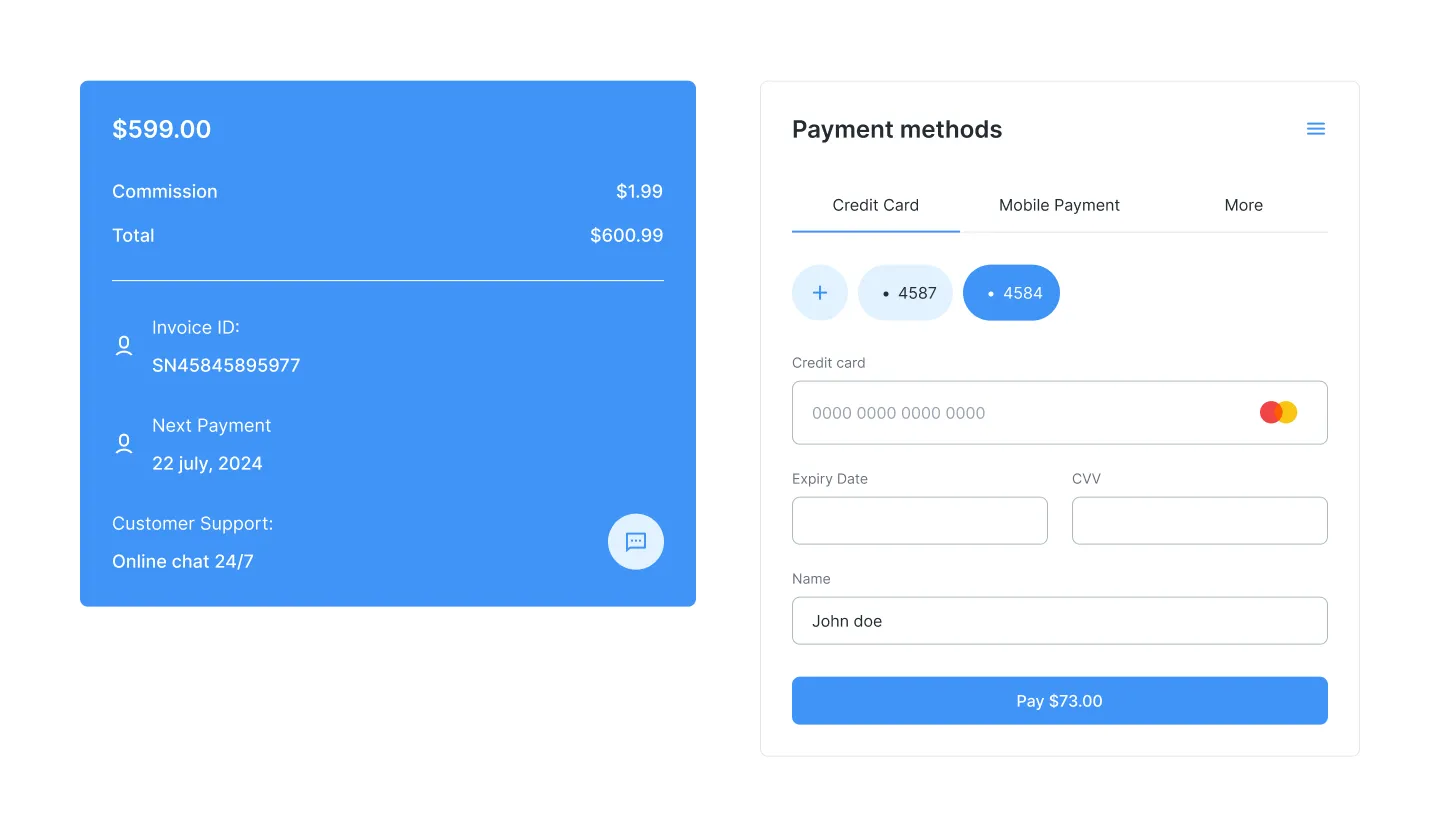 $599.00
Commission $1.99
Total $600.99
Invoice ID:
SN45845895977
Next Payment
22 july, 2024
Customer Support:
Online chat 24/7
Payment methods
Credit Card Mobile Payment More
+ • 4587 • 4584
Credit card
0000 0000 0000 0000
Expiry Date CVV
Name
John doe
Pay $73.00